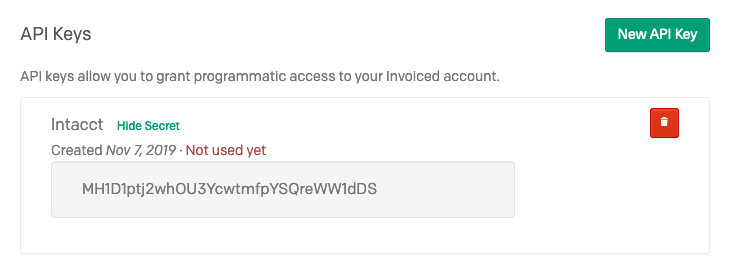 API Keys
New API Key
API keys allow you to grant programmatic access to your Invoiced account.
Intacct Hide Secret
Created Nov 7, 2019 · Not used yet
MH1D1ptj2whOU3YcwtmfpYSQreWW1dDS